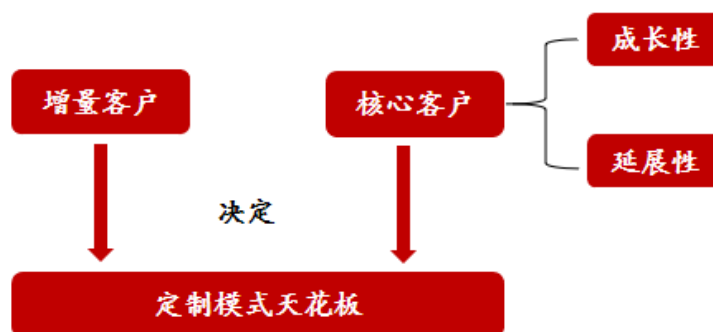 成长性
增量客户
核心客户
延展性
决定
定制模式天花板